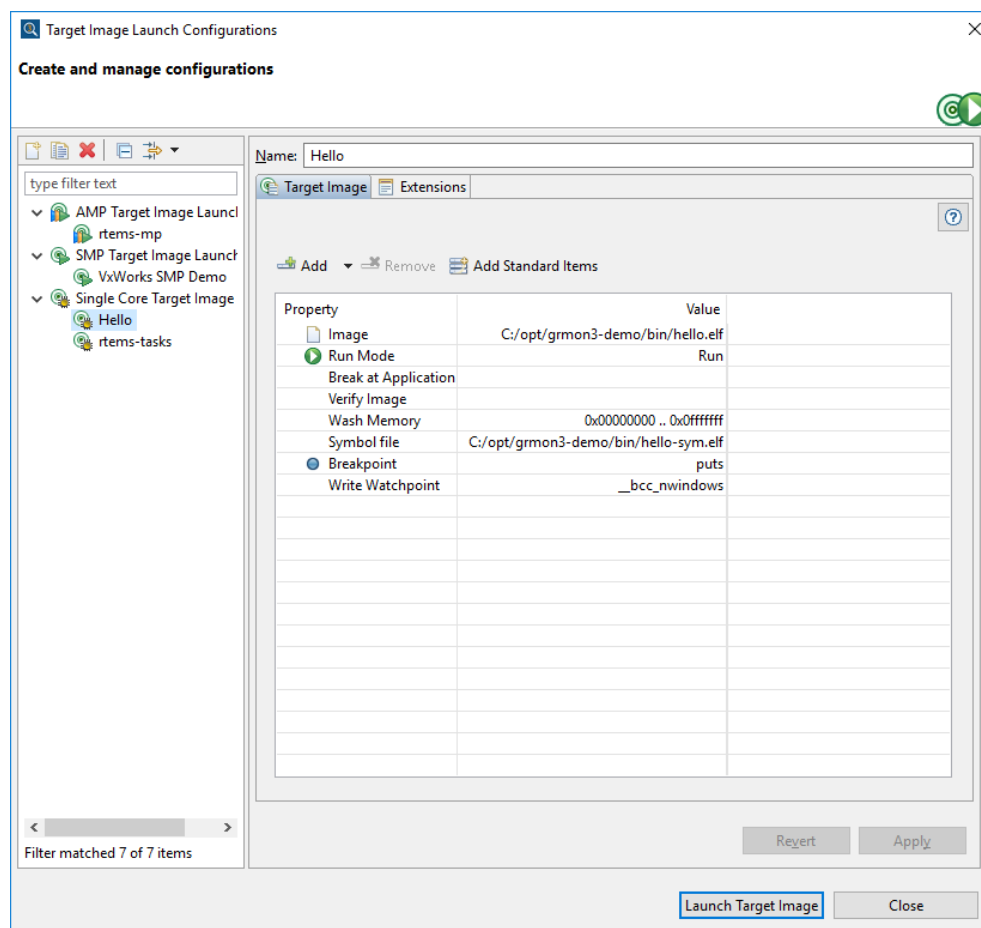 Target Image Launch Configurations
Create and manage configurations
type filter text
AMP Target Image Launcl
rtems-mp
SMP Target Image Launch
VxWorks SMP Demo
Single Core Target Image
Hello
rtems-tasks
Filter matched 7 of 7 items
Name: Hello
Target Image Extensions
Add Remove Add Standard Items
Property Value
Image C:/opt/grmon3-demo/bin/hello.elf
Run Mode Run
Break at Application
Verify Image
Wash Memory 0x00000000 .. 0x0fffffff
Symbol file C:/opt/grmon3-demo/bin/hello-sym.elf
Breakpoint puts
Write Watchpoint __bcc_nwindows
Revert Apply
Launch Target Image Close